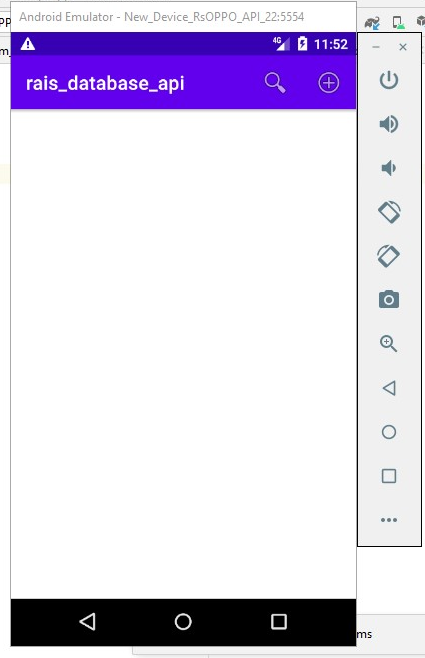 Android Emulator - New_Device_RsOPPO_API_22:5554
4G
11:52
rais_database_api
ms